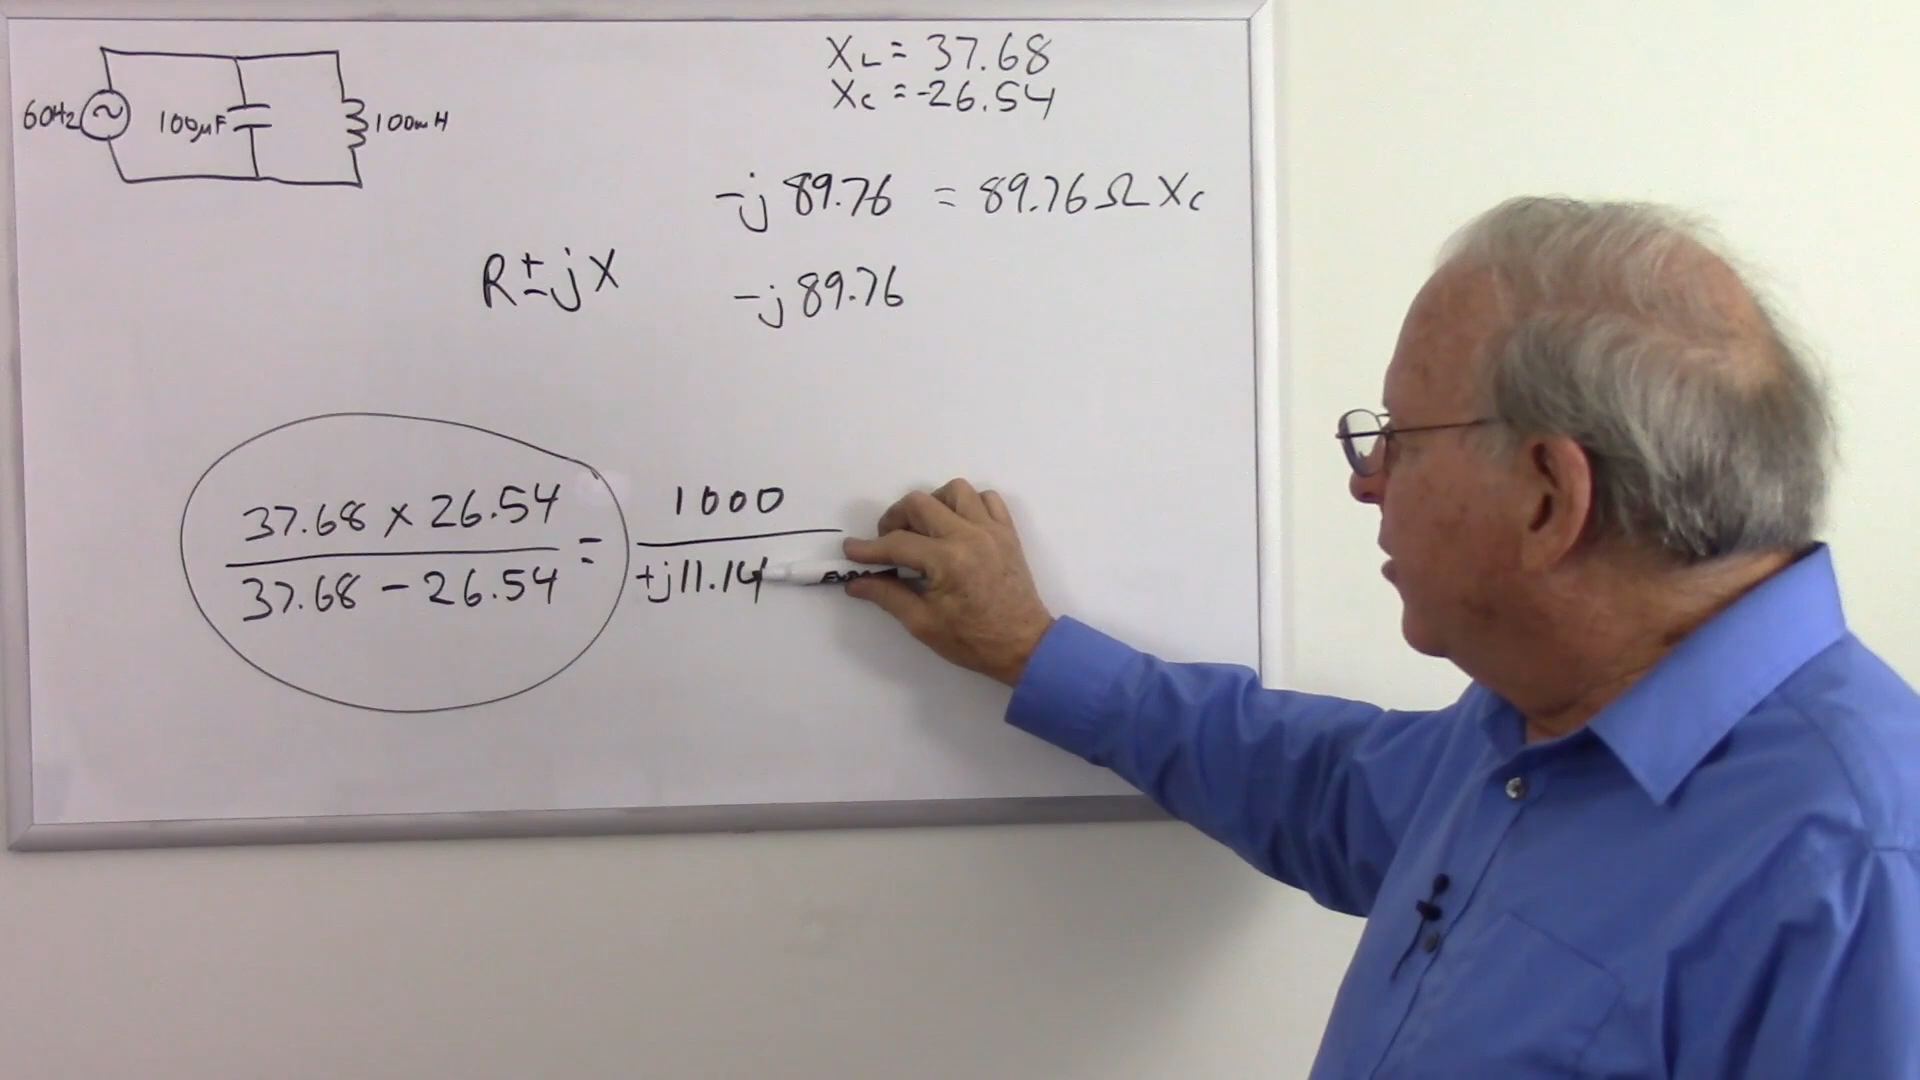 60Hz
100µF
100mH
XL = 37.68
Xc = -26.54
-j 89.76 = 89.76 Ω Xc
R ± jX
-j 89.76
37.68 x 26.54
37.68 - 26.54
=
1000
+j11.14